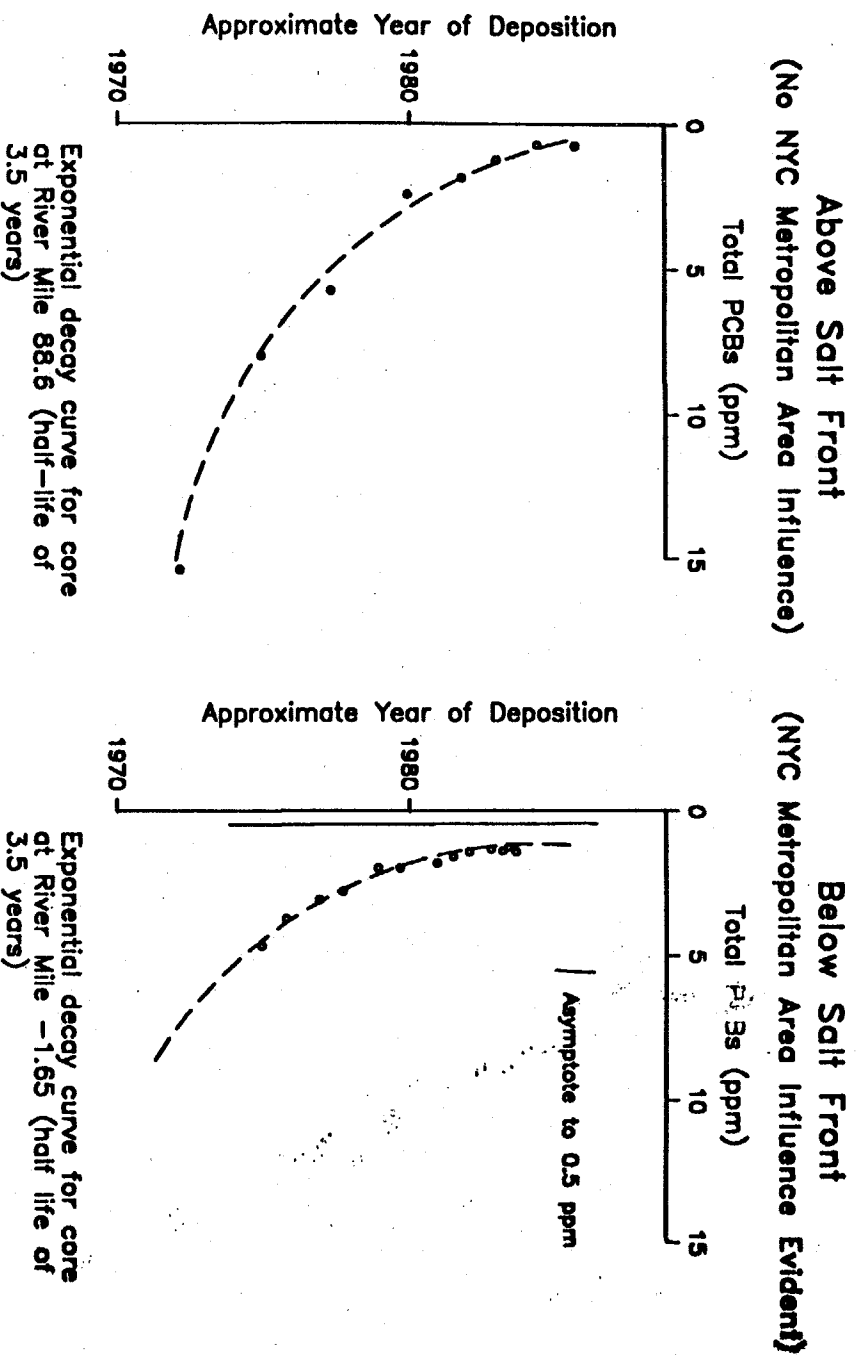 Above Salt Front
(No NYC Metropolitan Area Influence)
Total PCBs (ppm)
0
5
10
15
Approximate Year of Deposition
1980
1970
Exponential decay curve for core
at River Mile 88.6 (half-life of
3.5 years)
Below Salt Front
(NYC Metropolitan Area Influence Evident)
Total P Bs (ppm)
0
5
10
15
Approximate Year of Deposition
1980
1970
Asymptote to 0.5 ppm
Exponential decay curve for core
at River Mile -1.65 (half life of
3.5 years)